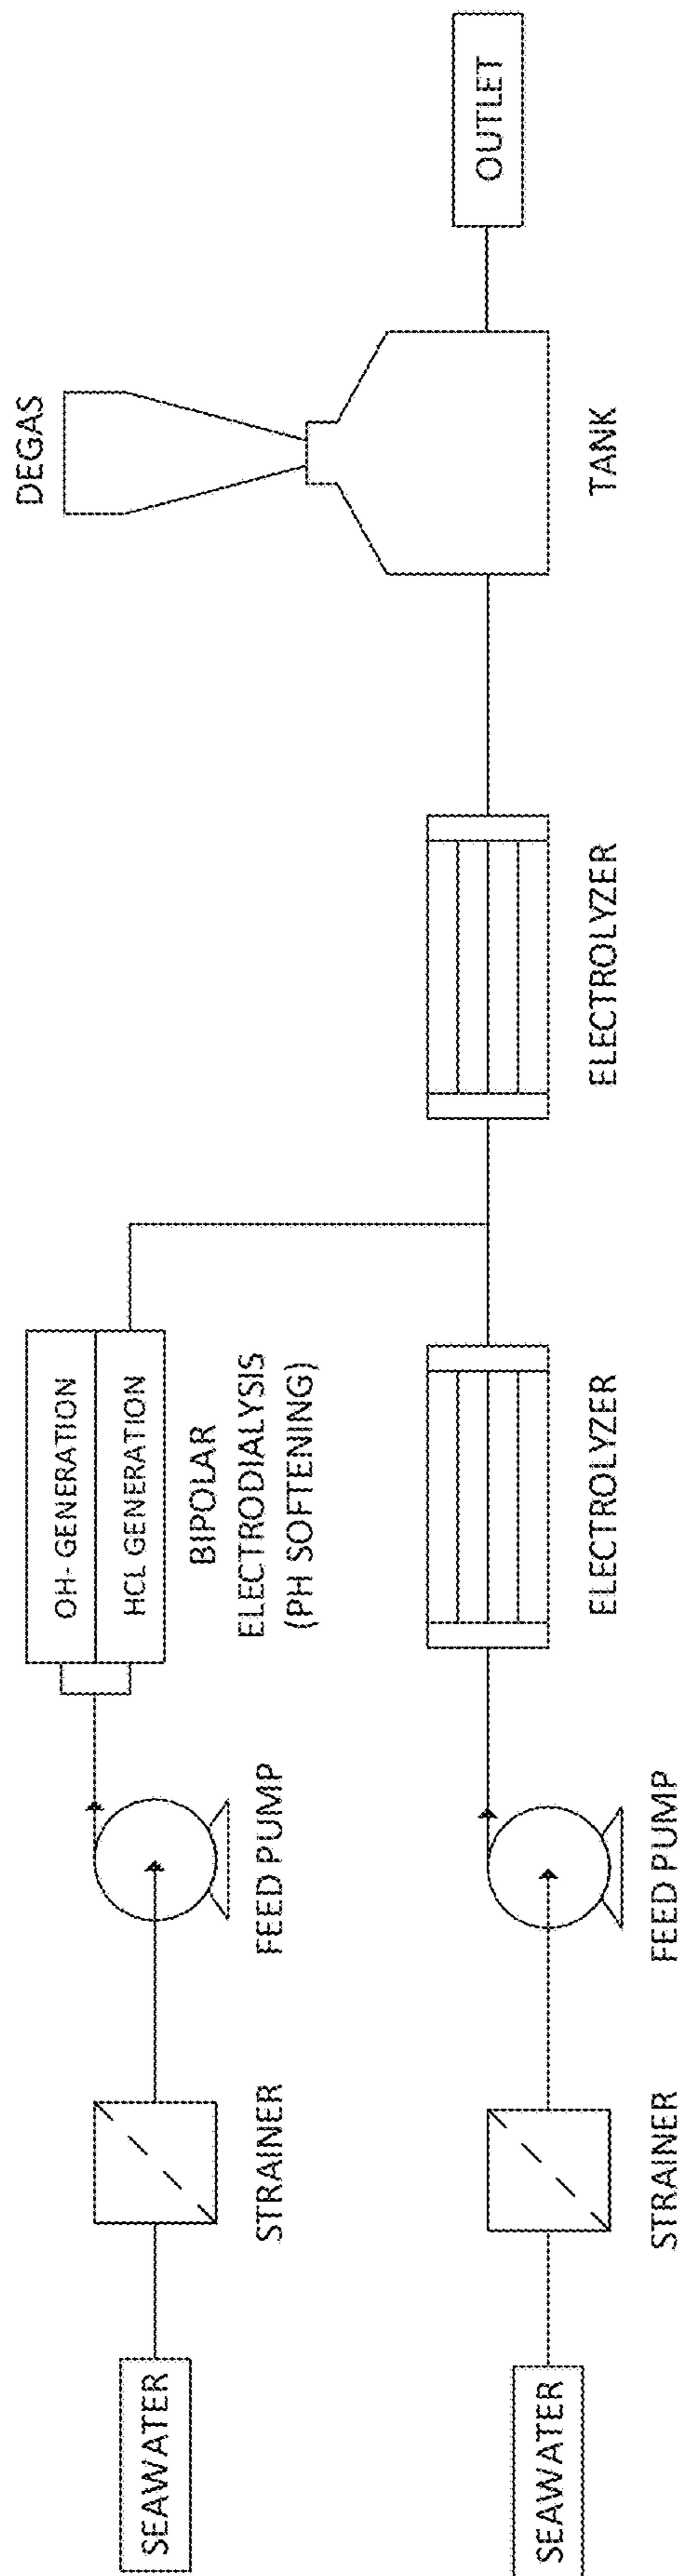 SEAWATER
STRAINER
FEED PUMP
OH- GENERATION
HCL GENERATION
BIPOLAR
ELECTRODIALYSIS
(PH SOFTENING)
DEGAS
SEAWATER
STRAINER
FEED PUMP
ELECTROLYZER
ELECTROLYZER
TANK
OUTLET